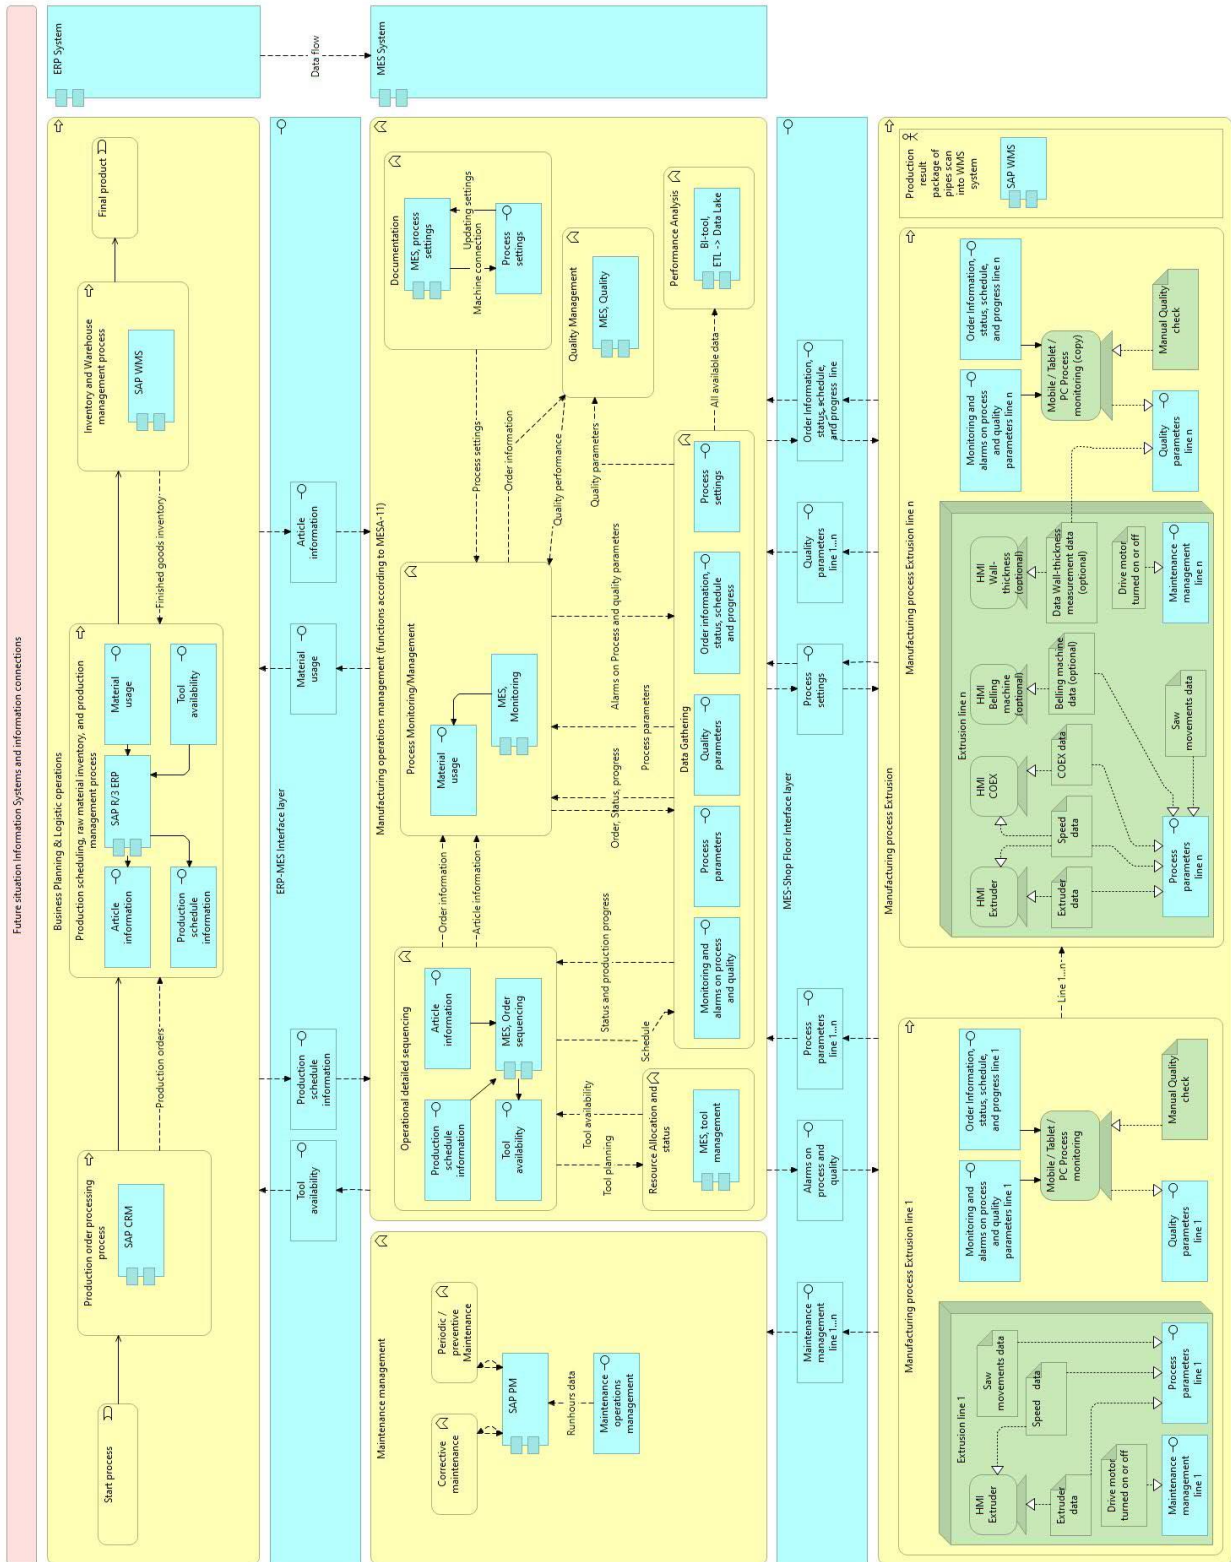 Future situation Information Systems and information connections
ERP System
Data flow
MES System
Business Planning & Logistic operations
Start process
Production order processing
process
SAP CRM
Production orders
Production scheduling, raw material inventory, and production
management process
Article
information
SAP R/3 ERP
Material
usage
Production
schedule
information
Tool
availability
Finished goods inventory
Inventory and Warehouse
management process
SAP WMS
Final product
ERP-MES Interface layer
Tool
availability
Production
schedule
information
Material
usage
Article
information
Maintenance management
Corrective
maintenance
Periodic /
preventive
Maintenance
SAP PM
Runhours data
Maintenance
operations
management
Manufacturing operations management (functions according to MESA-11)
Operational detailed sequencing
Production
schedule
information
Article
information
Tool
availability
MES, Order
sequencing
Order information
Article information
Tool planning
Tool availability
Schedule
Status and production progress
Resource Allocation and
status
MES, tool
management
Process Monitoring/Management
Material
usage
MES,
Monitoring
Order, Status, progress
Process parameters
Alarms on Process and quality parameters
Process settings
Order information
Quality performance
Quality parameters
Documentation
MES, process
settings
Machine connection
Updating settings
Process
settings
Quality Management
MES, Quality
Data Gathering
Monitoring and
alarms on process
and quality
Process
parameters
Quality
parameters
Order information,
status, schedule
and progress
Process
settings
All available data
Performance Analysis
BI-tool,
ETL -> Data Lake
MES-Shop Floor Interface layer
Maintenance
management
line 1...n
Alarms on
process and
quality
Process
parameters
line 1...n
Process
settings
Quality
parameters
line 1...n
Order Information,
status, schedule,
and progress line
Manufacturing process Extrusion
Manufacturing process Extrusion line 1
Extrusion line 1
HMI
Extruder
Saw
movements data
Speed data
Extruder
data
Drive motor
turned on or off
Maintenance
management
line 1
Process
parameters
line 1
Monitoring and
alarms on process
and quality
parameters line 1
Order Information,
status, schedule,
and progress line 1
Mobile / Tablet /
PC Process
monitoring
Quality
parameters
line 1
Manual Quality
check
Line 1...n
Manufacturing process Extrusion line n
Extrusion line n
HMI
Extruder
HMI
COEX
HMI
Belling
machine
(optional)
HMI
Wall-
thickness
(optional)
Extruder
data
Speed
data
COEX data
Belling machine
data (optional)
Data Wall-thickness
measurement data
(optional)
Saw
movements data
Drive motor
turned on or off
Process
parameters
line n
Maintenance
management
line n
Monitoring and
alarms on process
and quality
parameters line n
Order Information,
status, schedule,
and progress line n
Mobile / Tablet /
PC Process
monitoring (copy)
Quality
parameters
line n
Manual Quality
check
Production
result
package of
pipes scan
into WMS
system
SAP WMS